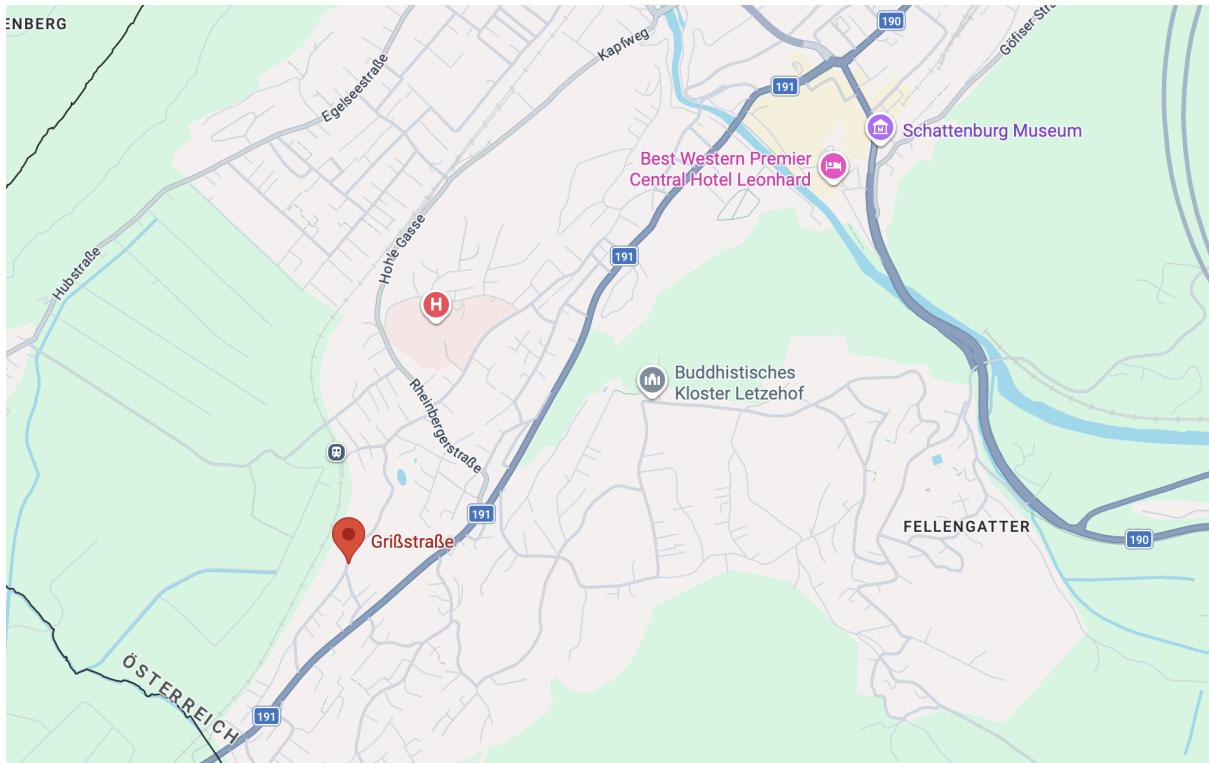 ENBERG
190
Göfiser Stra
Kapfweg
Egelseestraße
191
Schattenburg Museum
Best Western Premier
Central Hotel Leonhard
Hohle Gasse
191
Hubstraße
H
Buddhistisches
Kloster Letzehof
Rheinbergerstraße
191
FELLENGATTER
Grißstraße
190
ÖSTERREICH
191